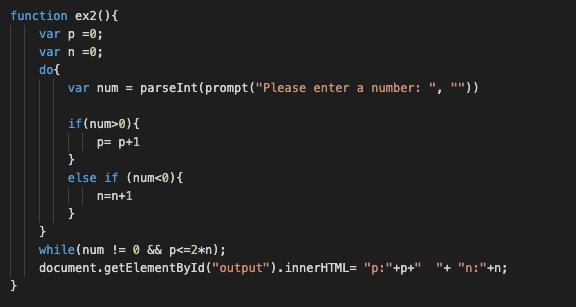 function ex2(){
var p =0;
var n =0;
do{
var num = parseInt(prompt("Please enter a number: ", ""))
if(num>0){
p= p+1
}
else if (num<0){
n=n+1
}
}
while(num != 0 && p<=2*n);
document.getElementById("output").innerHTML= "p:"+p+"  "+ "n:"+n;
}